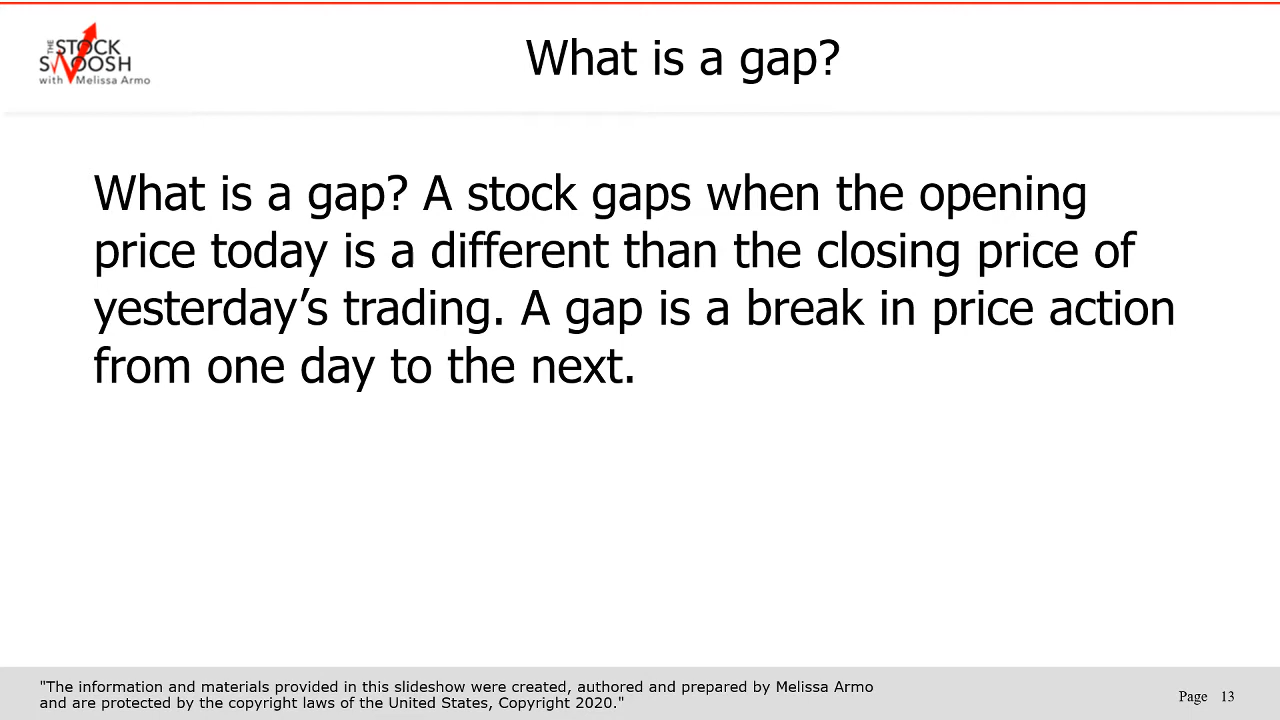 THE STOCK
SWOOSH
with Melissa Armo
What is a gap?
What is a gap? A stock gaps when the opening
price today is a different than the closing price of
yesterday’s trading. A gap is a break in price action
from one day to the next.
"The information and materials provided in this slideshow were created, authored and prepared by Melissa Armo
and are protected by the copyright laws of the United States, Copyright 2020."
Page 13